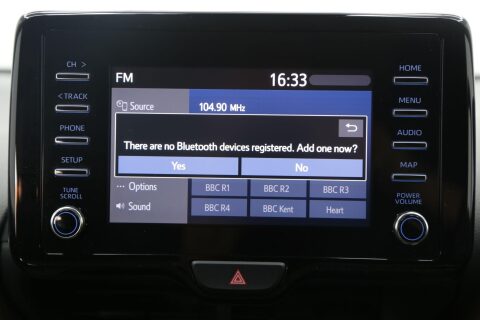 CH >
< TRACK
PHONE
SETUP
TUNE
SCROLL
FM
16:33
Source
104.90 MHz
There are no Bluetooth devices registered. Add one now?
Yes
No
Options
BBC R1
BBC R2
BBC R3
Sound
BBC R4
BBC Kent
Heart
HOME
MENU
AUDIO
MAP
POWER
VOLUME